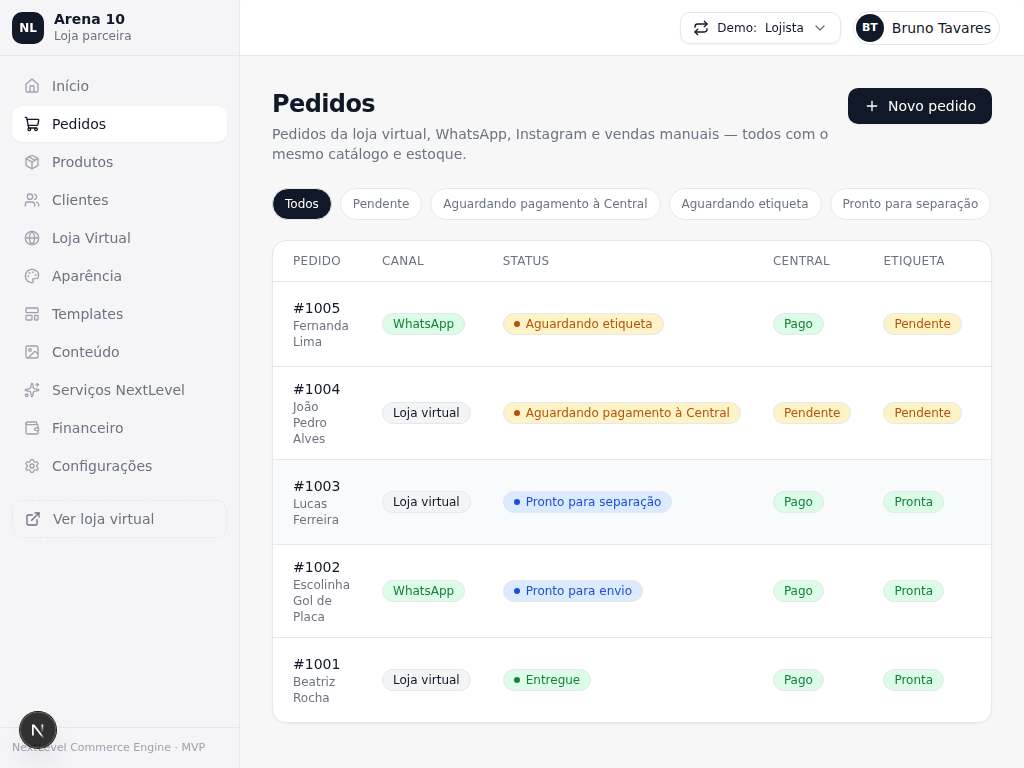 NL
Arena 10
Loja parceira
Início
Pedidos
Produtos
Clientes
Loja Virtual
Aparência
Templates
Conteúdo
Serviços NextLevel
Financeiro
Configurações
Ver loja virtual
N
NextLevel Commerce Engine · MVP
Demo: Lojista
BT
Bruno Tavares
Pedidos
Novo pedido
Pedidos da loja virtual, WhatsApp, Instagram e vendas manuais — todos com o
mesmo catálogo e estoque.
Todos
Pendente
Aguardando pagamento à Central
Aguardando etiqueta
Pronto para separação
PEDIDO CANAL STATUS CENTRAL ETIQUETA
#1005
Fernanda
Lima
WhatsApp
Aguardando etiqueta
Pago
Pendente
#1004
João
Pedro
Alves
Loja virtual
Aguardando pagamento à Central
Pendente
Pendente
#1003
Lucas
Ferreira
Loja virtual
Pronto para separação
Pago
Pronta
#1002
Escolinha
Gol de
Placa
WhatsApp
Pronto para envio
Pago
Pronta
#1001
Beatriz
Rocha
Loja virtual
Entregue
Pago
Pronta